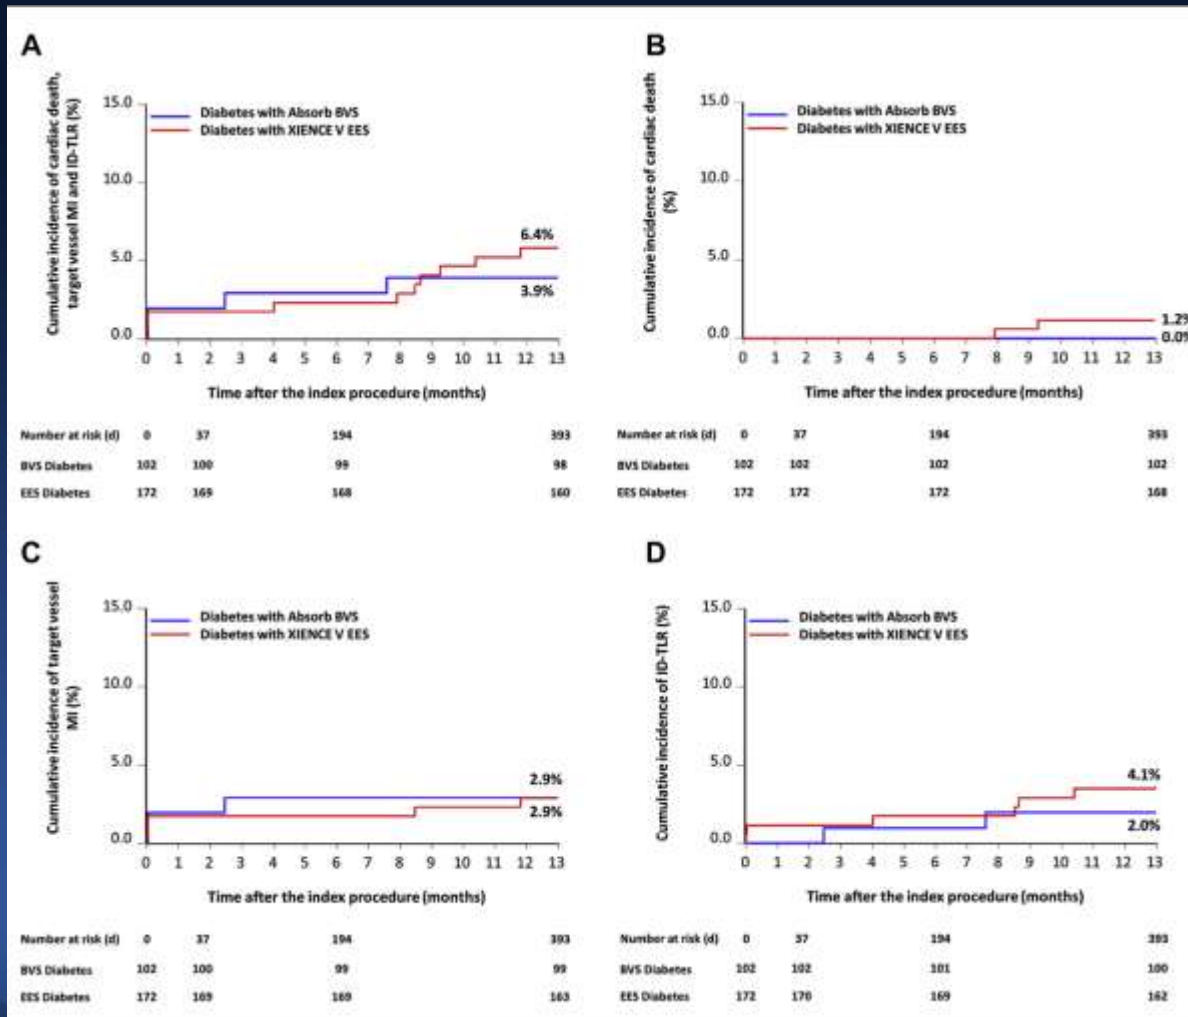 A
Cumulative incidence of cardiac death,
target vessel MI and ID-TLR (%)
15.0
10.0
5.0
0.0
Diabetes with Absorb BVS
Diabetes with XIENCE V EES
6.4%
3.9%
0 1 2 3 4 5 6 7 8 9 10 11 12 13
Time after the index procedure (months)
Number at risk (d) 0 37 194 393
BVS Diabetes 102 100 99 98
EES Diabetes 172 169 168 160
B
Cumulative incidence of cardiac death
(%)
15.0
10.0
5.0
0.0
Diabetes with Absorb BVS
Diabetes with XIENCE V EES
1.2%
0.0%
0 1 2 3 4 5 6 7 8 9 10 11 12 13
Time after the index procedure (months)
Number at risk (d) 0 37 194 393
BVS Diabetes 102 102 102 102
EES Diabetes 172 172 172 168
C
Cumulative incidence of target vessel
MI (%)
15.0
10.0
5.0
0.0
Diabetes with Absorb BVS
Diabetes with XIENCE V EES
2.9%
2.9%
0 1 2 3 4 5 6 7 8 9 10 11 12 13
Time after the index procedure (months)
Number at risk (d) 0 37 194 393
BVS Diabetes 102 100 99 99
EES Diabetes 172 169 169 163
D
Cumulative incidence of ID-TLR (%)
15.0
10.0
5.0
0.0
Diabetes with Absorb BVS
Diabetes with XIENCE V EES
4.1%
2.0%
0 1 2 3 4 5 6 7 8 9 10 11 12 13
Time after the index procedure (months)
Number at risk (d) 0 37 194 393
BVS Diabetes 102 102 101 100
EES Diabetes 172 170 169 162